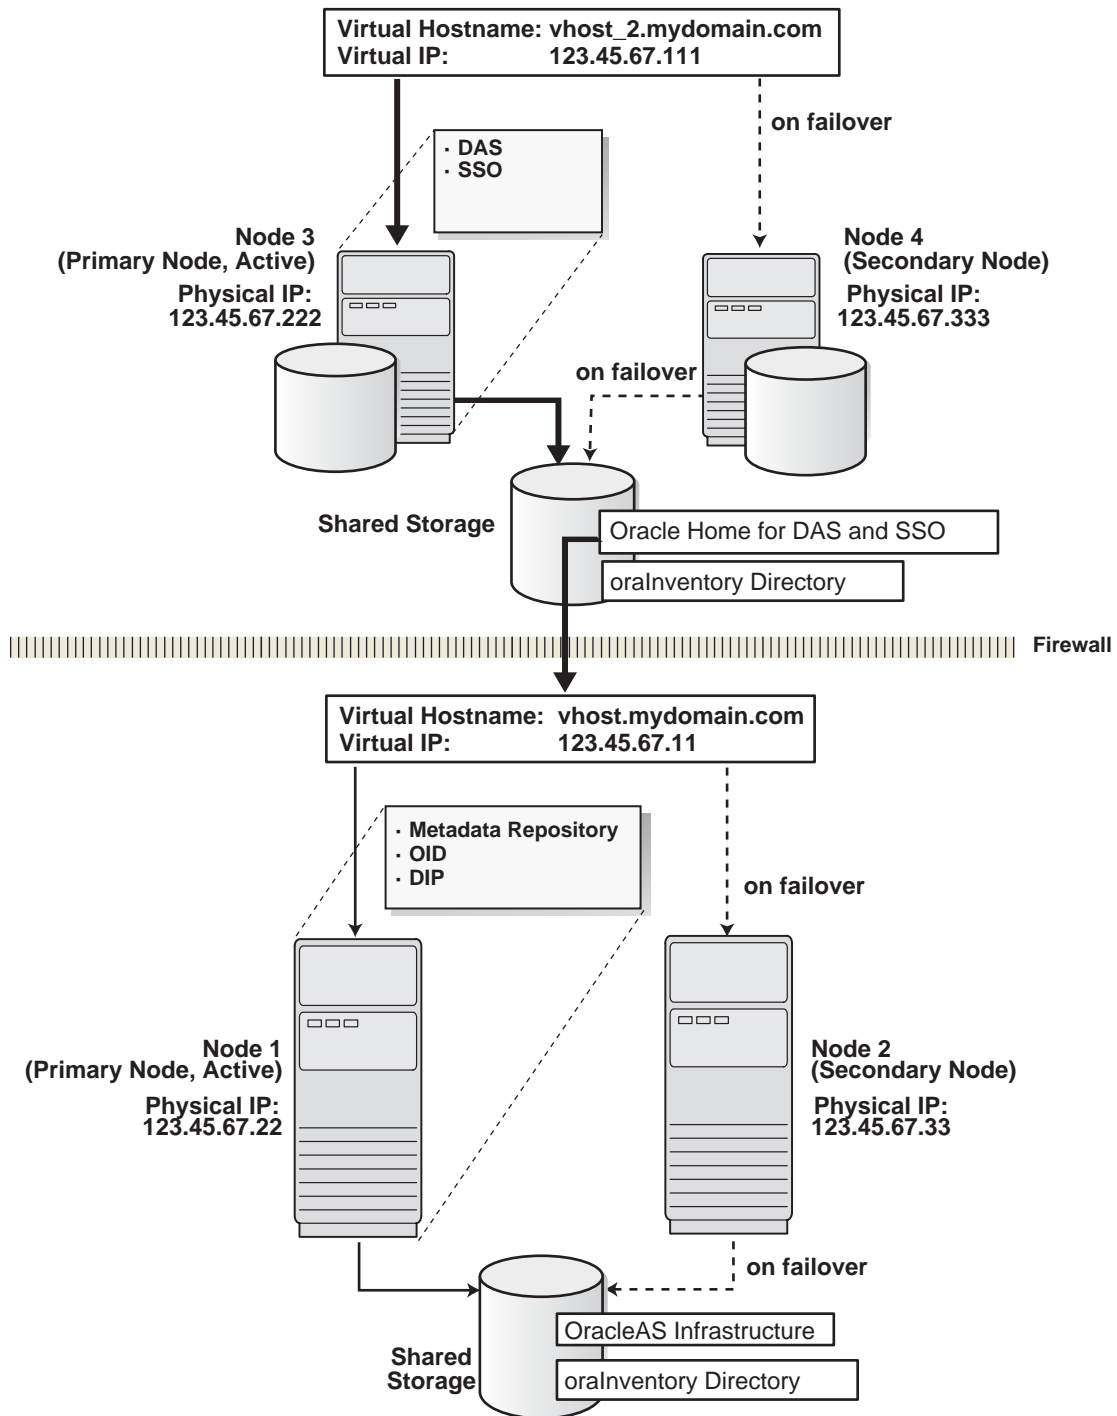 Virtual Hostname: vhost_2.mydomain.com
Virtual IP: 123.45.67.111
on failover
· DAS
· SSO
Node 3
(Primary Node, Active)
Physical IP:
123.45.67.222
Node 4
(Secondary Node)
Physical IP:
123.45.67.333
on failover
Shared Storage
Oracle Home for DAS and SSO
oraInventory Directory
Firewall
Virtual Hostname: vhost.mydomain.com
Virtual IP: 123.45.67.11
· Metadata Repository
· OID
· DIP
on failover
Node 1
(Primary Node, Active)
Physical IP:
123.45.67.22
Node 2
(Secondary Node)
Physical IP:
123.45.67.33
on failover
OracleAS Infrastructure
Shared
Storage
oraInventory Directory